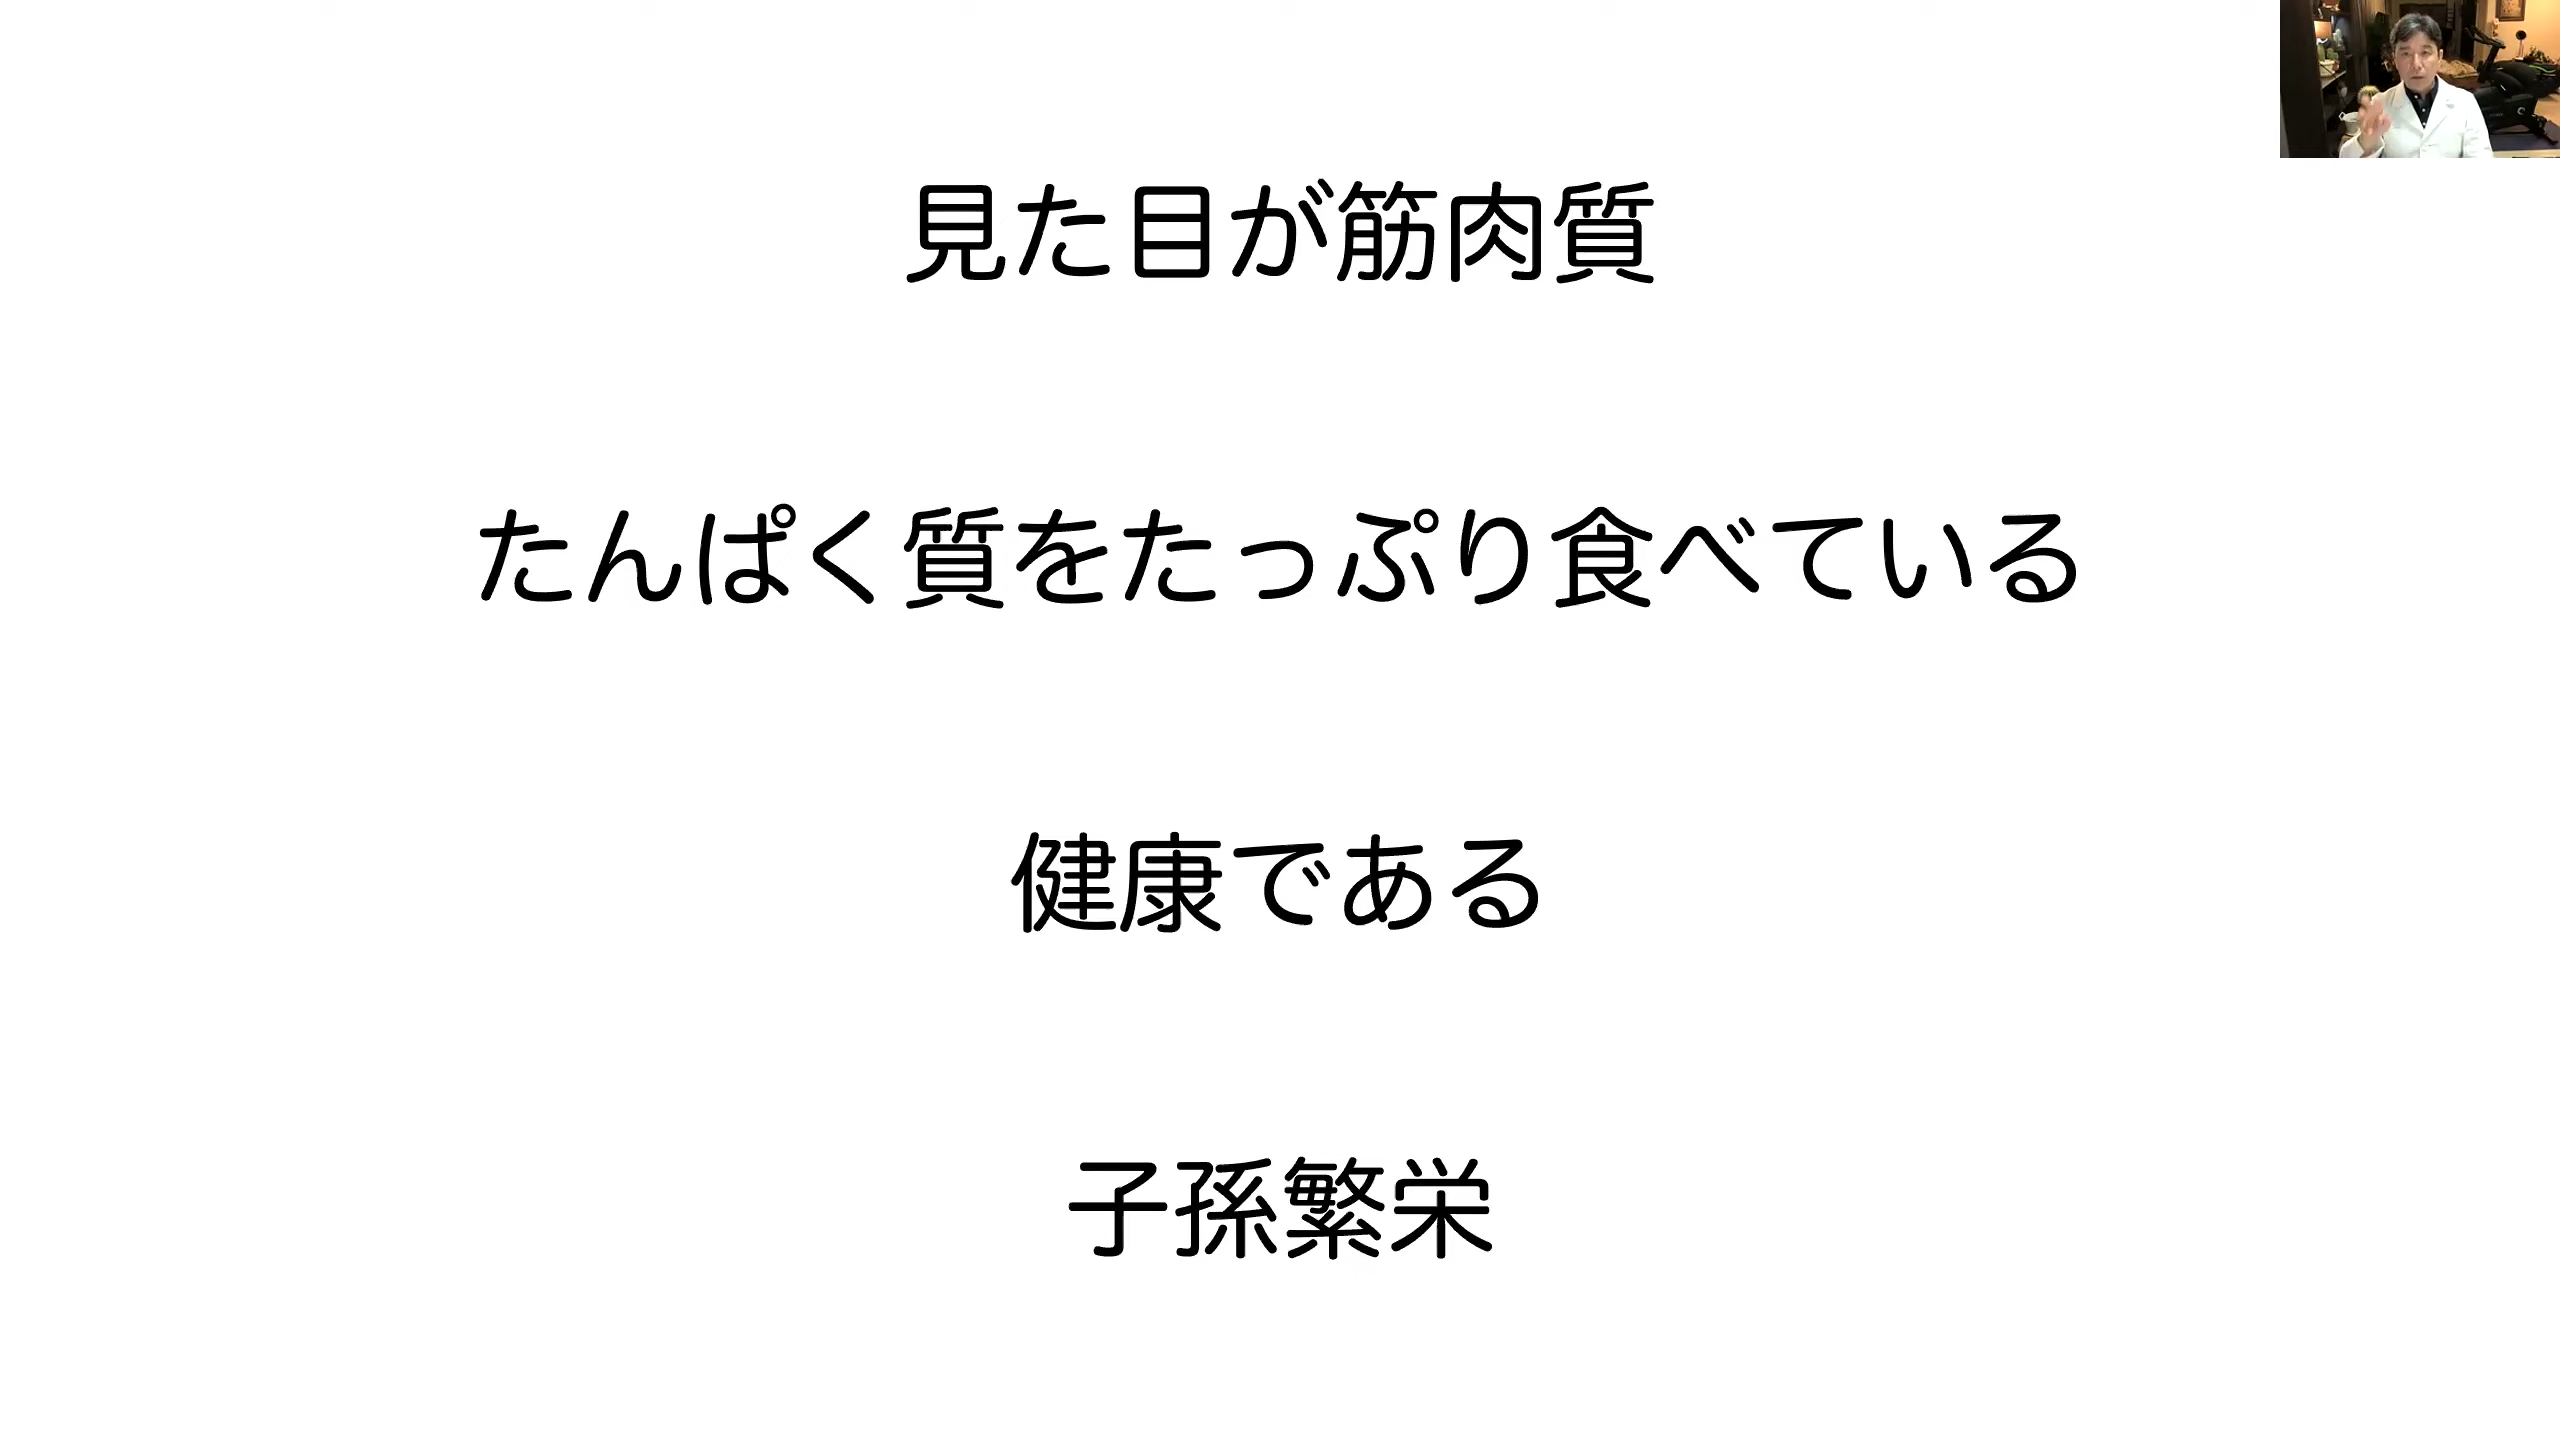 見た目が筋肉質
たんぱく質をたっぷり食べている
健康である
子孫繁栄